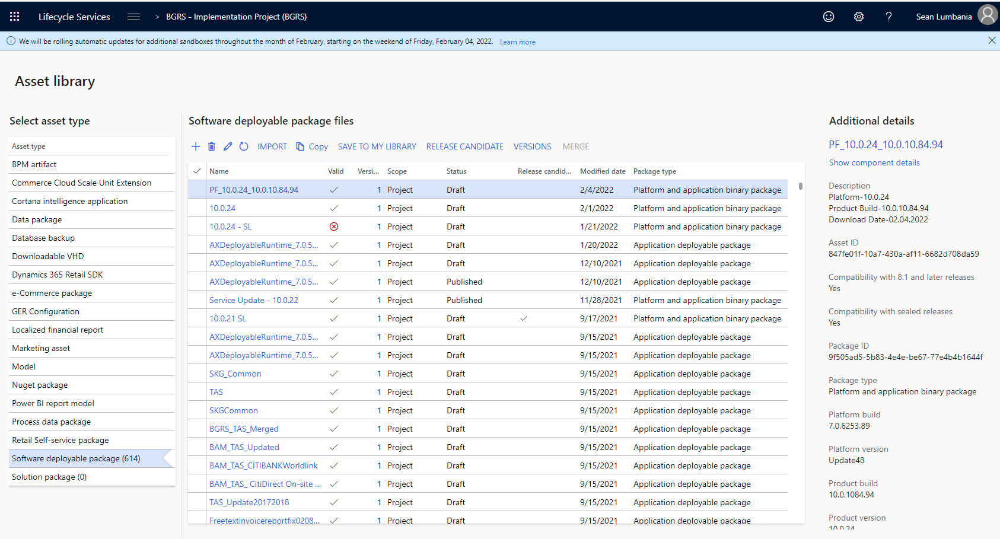 Lifecycle Services > BGRS - Implementation Project (BGRS) ? Sean Lumbania
We will be rolling automatic updates for additional sandboxes throughout the month of February, starting on the weekend of Friday, February 04, 2022. Learn more
Asset library
Select asset type
Asset type
BPM artifact
Commerce Cloud Scale Unit Extension
Cortana intelligence application
Data package
Database backup
Downloadable VHD
Dynamics 365 Retail SDK
e-Commerce package
GER Configuration
Localized financial report
Marketing asset
Model
Nuget package
Power BI report model
Process data package
Retail Self-service package
Software deployable package (614)
Solution package (0)
Software deployable package files
IMPORT Copy SAVE TO MY LIBRARY RELEASE CANDIDATE VERSIONS MERGE
Name Valid Versi... Scope Status Release candid... Modified date Package type
PF_10.0.24_10.0.10.84.94 1 Project Draft 2/4/2022 Platform and application binary package
10.0.24 1 Project Draft 2/1/2022 Platform and application binary package
10.0.24 - SL 1 Project Draft 1/21/2022 Platform and application binary package
AXDeployableRuntime_7.0.5... 1 Project Draft 1/20/2022 Application deployable package
AXDeployableRuntime_7.0.5... 1 Project Draft 12/10/2021 Application deployable package
AXDeployableRuntime_7.0.5... 1 Project Published 12/10/2021 Application deployable package
Service Update - 10.0.22 1 Project Published 11/28/2021 Platform and application binary package
10.0.21 SL 1 Project Draft 9/17/2021 Platform and application binary package
AXDeployableRuntime_7.0.5... 1 Project Draft 9/15/2021 Application deployable package
AXDeployableRuntime_7.0.5... 1 Project Draft 9/15/2021 Application deployable package
SKG_Common 1 Project Draft 9/15/2021 Application deployable package
TAS 1 Project Draft 9/15/2021 Application deployable package
SKGCommon 1 Project Draft 9/15/2021 Application deployable package
BGRS_TAS_Merged 1 Project Draft 9/15/2021 Application deployable package
BAM_TAS_Updated 1 Project Draft 9/15/2021 Application deployable package
BAM_TAS_CITIBANKWorldlink 1 Project Draft 9/15/2021 Application deployable package
BAM_TAS_ CitiDirect On-site ... 1 Project Draft 9/15/2021 Application deployable package
TAS_Update20172018 1 Project Draft 9/15/2021 Application deployable package
Freetextinvoicereportfix0208... 1 Project Draft 9/15/2021 Application deployable package
Additional details
PF_10.0.24_10.0.10.84.94
Show component details
Description
Platform-10.0.24
Product Build-10.0.10.84.94
Download Date-02.04.2022
Asset ID
847fe01f-10a7-430a-af11-6682d708da59
Compatibility with 8.1 and later releases
Yes
Compatibility with sealed releases
Yes
Package ID
9f505ad5-5b83-4e4e-be67-77e4b4b1644f
Package type
Platform and application binary package
Platform build
7.0.6253.89
Platform version
Update48
Product build
10.0.1084.94
Product version
10.0.24